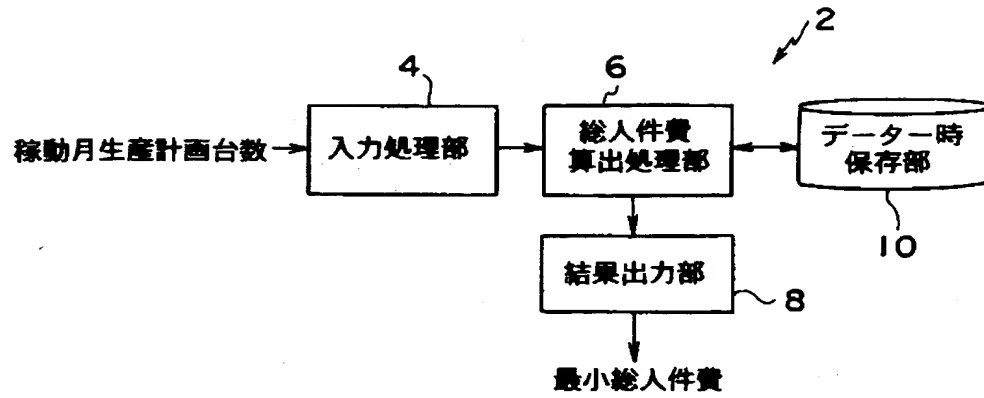 2
4
6
稼動月生産計画台数
入力処理部
総人件費
算出処理部
データ一時
保存部
10
結果出力部
8
最小総人件費